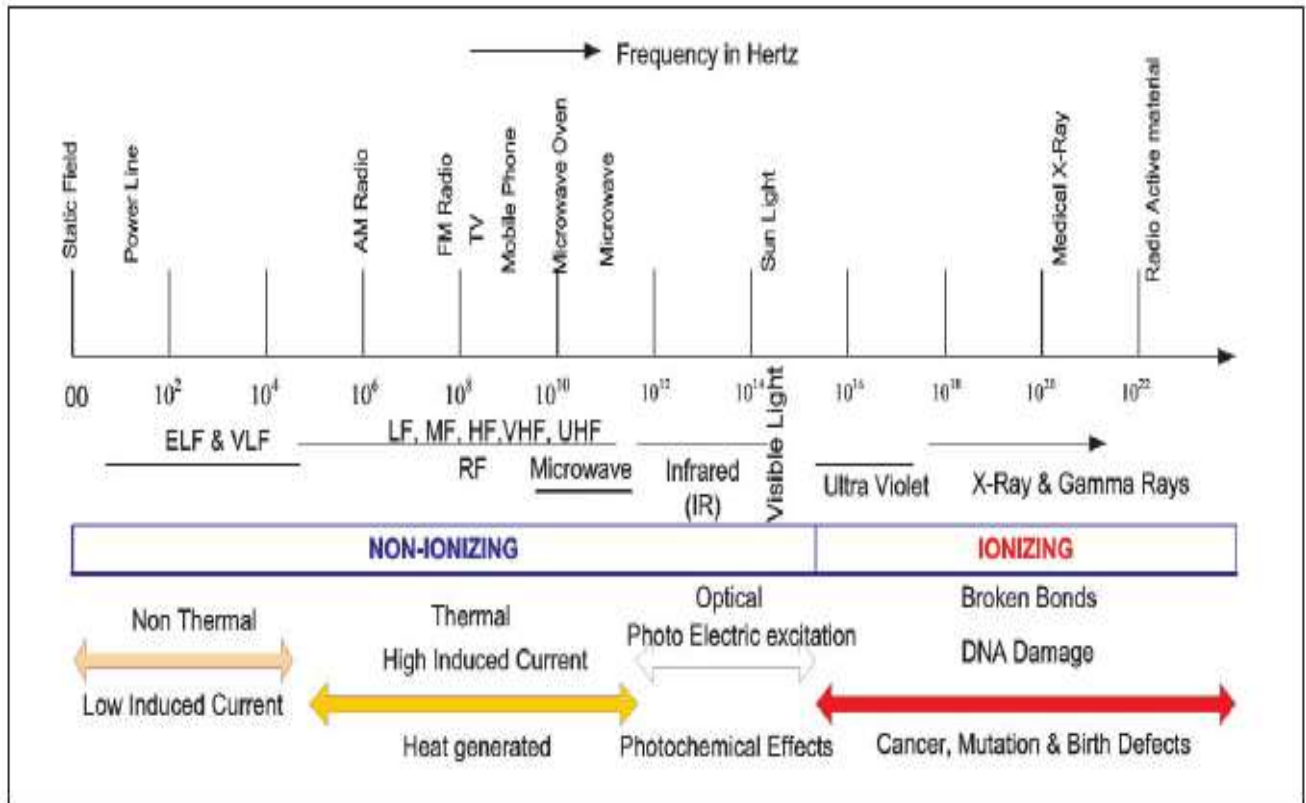 Frequency in Hertz
Static Field
Power Line
AM Radio
FM Radio
TV
Mobile Phone
Microwave Oven
Microwave
Sun Light
Medical X-Ray
Radio Active material
00 10² 10⁴ 10⁶ 10⁸ 10¹⁰ 10¹² 10¹⁴ 10¹⁶ 10¹⁸ 10²⁰ 10²²
ELF & VLF
LF, MF, HF,VHF, UHF
RF
Microwave
Infrared
(IR)
Visible Light
Ultra Violet
X-Ray & Gamma Rays
NON-IONIZING
IONIZING
Non Thermal
Low Induced Current
Thermal
High Induced Current
Heat generated
Optical
Photo Electric excitation
Photochemical Effects
Broken Bonds
DNA Damage
Cancer, Mutation & Birth Defects